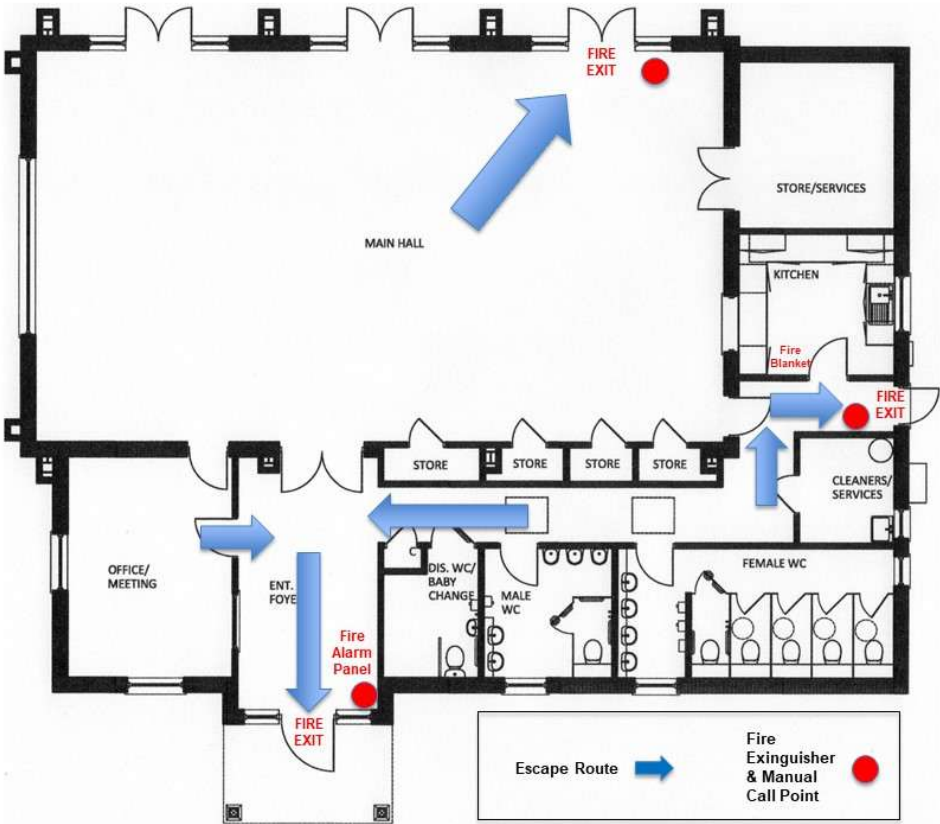 FIRE
EXIT
STORE/SERVICES
MAIN HALL
KITCHEN
Fire
Blanket
FIRE
EXIT
STORE
STORE
STORE
STORE
CLEANERS/
SERVICES
OFFICE/
MEETING
ENT.
FOYE
C
DIS. WC/
BABY
CHANGE
MALE
WC
FEMALE WC
Fire
Alarm
Panel
FIRE
EXIT
Escape Route
Fire
Exinguisher
& Manual
Call Point